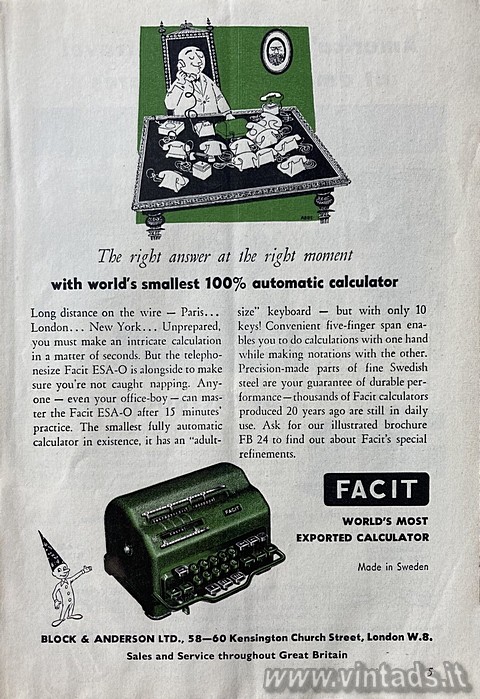 The right answer at the right moment
with world's smallest 100% automatic calculator
Long distance on the wire — Paris...
London... New York... Unprepared,
you must make an intricate calculation
in a matter of seconds. But the telepho-
nesize Facit ESA-O is alongside to make
sure you're not caught napping. Any-
one — even your office-boy — can mas-
ter the Facit ESA-O after 15 minutes'
practice. The smallest fully automatic
calculator in existence, it has an "adult-
size" keyboard — but with only 10
keys! Convenient five-finger span ena-
bles you to do calculations with one hand
while making notations with the other.
Precision-made parts of fine Swedish
steel are your guarantee of durable per-
formance—thousands of Facit calculators
produced 20 years ago are still in daily
use. Ask for our illustrated brochure
FB 24 to find out about Facit's special
refinements.
FACIT
WORLD'S MOST
EXPORTED CALCULATOR
Made in Sweden
FACIT
BLOCK & ANDERSON LTD., 58—60 Kensington Church Street, London W.8.
Sales and Service throughout Great Britain
5
www.vintads.it